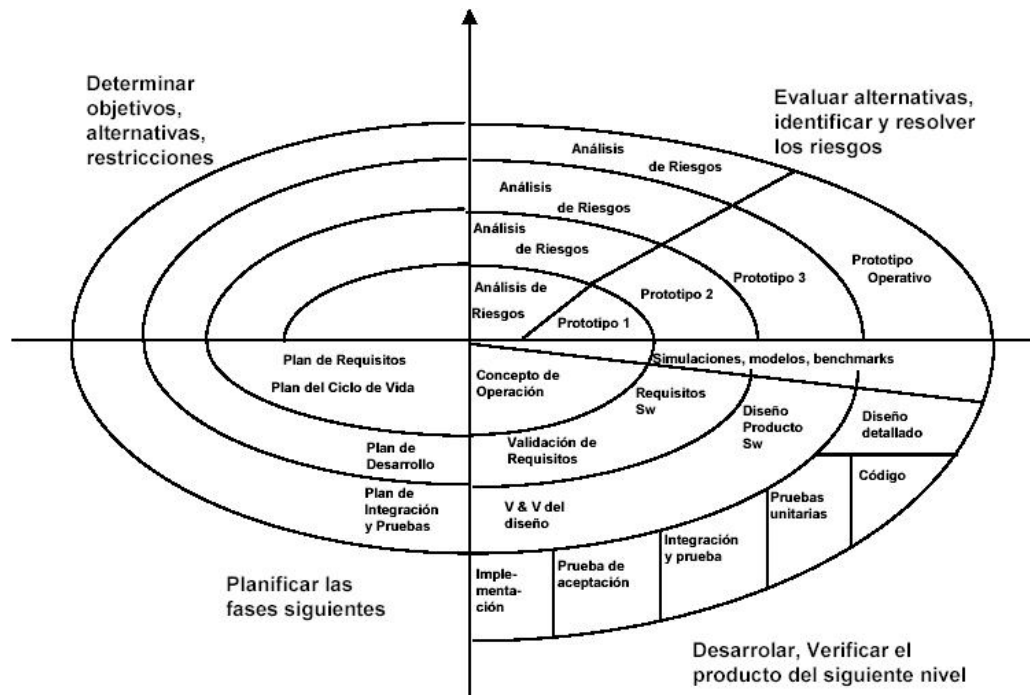 Determinar
objetivos,
alternativas,
restricciones
Evaluar alternativas,
identificar y resolver
los riesgos
Análisis
de Riesgos
Análisis
de Riesgos
Análisis
de Riesgos
Análisis de
Riesgos
Prototipo 1
Prototipo 2
Prototipo 3
Prototipo
Operativo
Simulaciones, modelos, benchmarks
Plan de Requisitos
Plan del Ciclo de Vida
Concepto de
Operación
Requisitos
Sw
Diseño
Producto
Sw
Diseño
detallado
Plan de
Desarrollo
Validación de
Requisitos
Código
Plan de
Integración
y Pruebas
V & V del
diseño
Pruebas
unitarias
Integración
y prueba
Prueba de
aceptación
Imple-
menta-
ción
Planificar las
fases siguientes
Desarrolar, Verificar el
producto del siguiente nivel